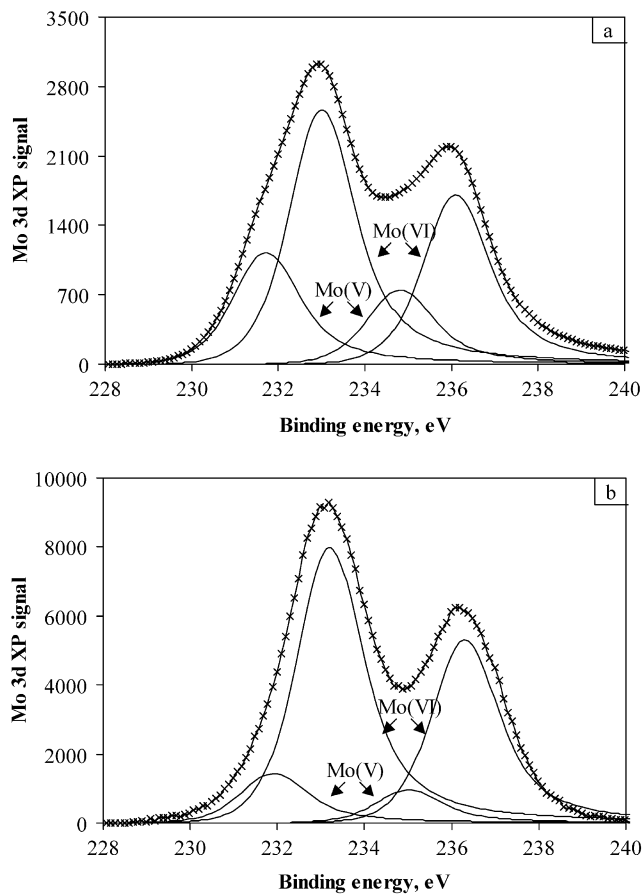 a
3500
2800
2100
1400
700
0
Mo 3d XP signal
Mo(VI)
Mo(V)
228 230 232 234 236 238 240
Binding energy, eV
b
10000
8000
6000
4000
2000
0
Mo 3d XP signal
Mo(VI)
Mo(V)
228 230 232 234 236 238 240
Binding energy, eV